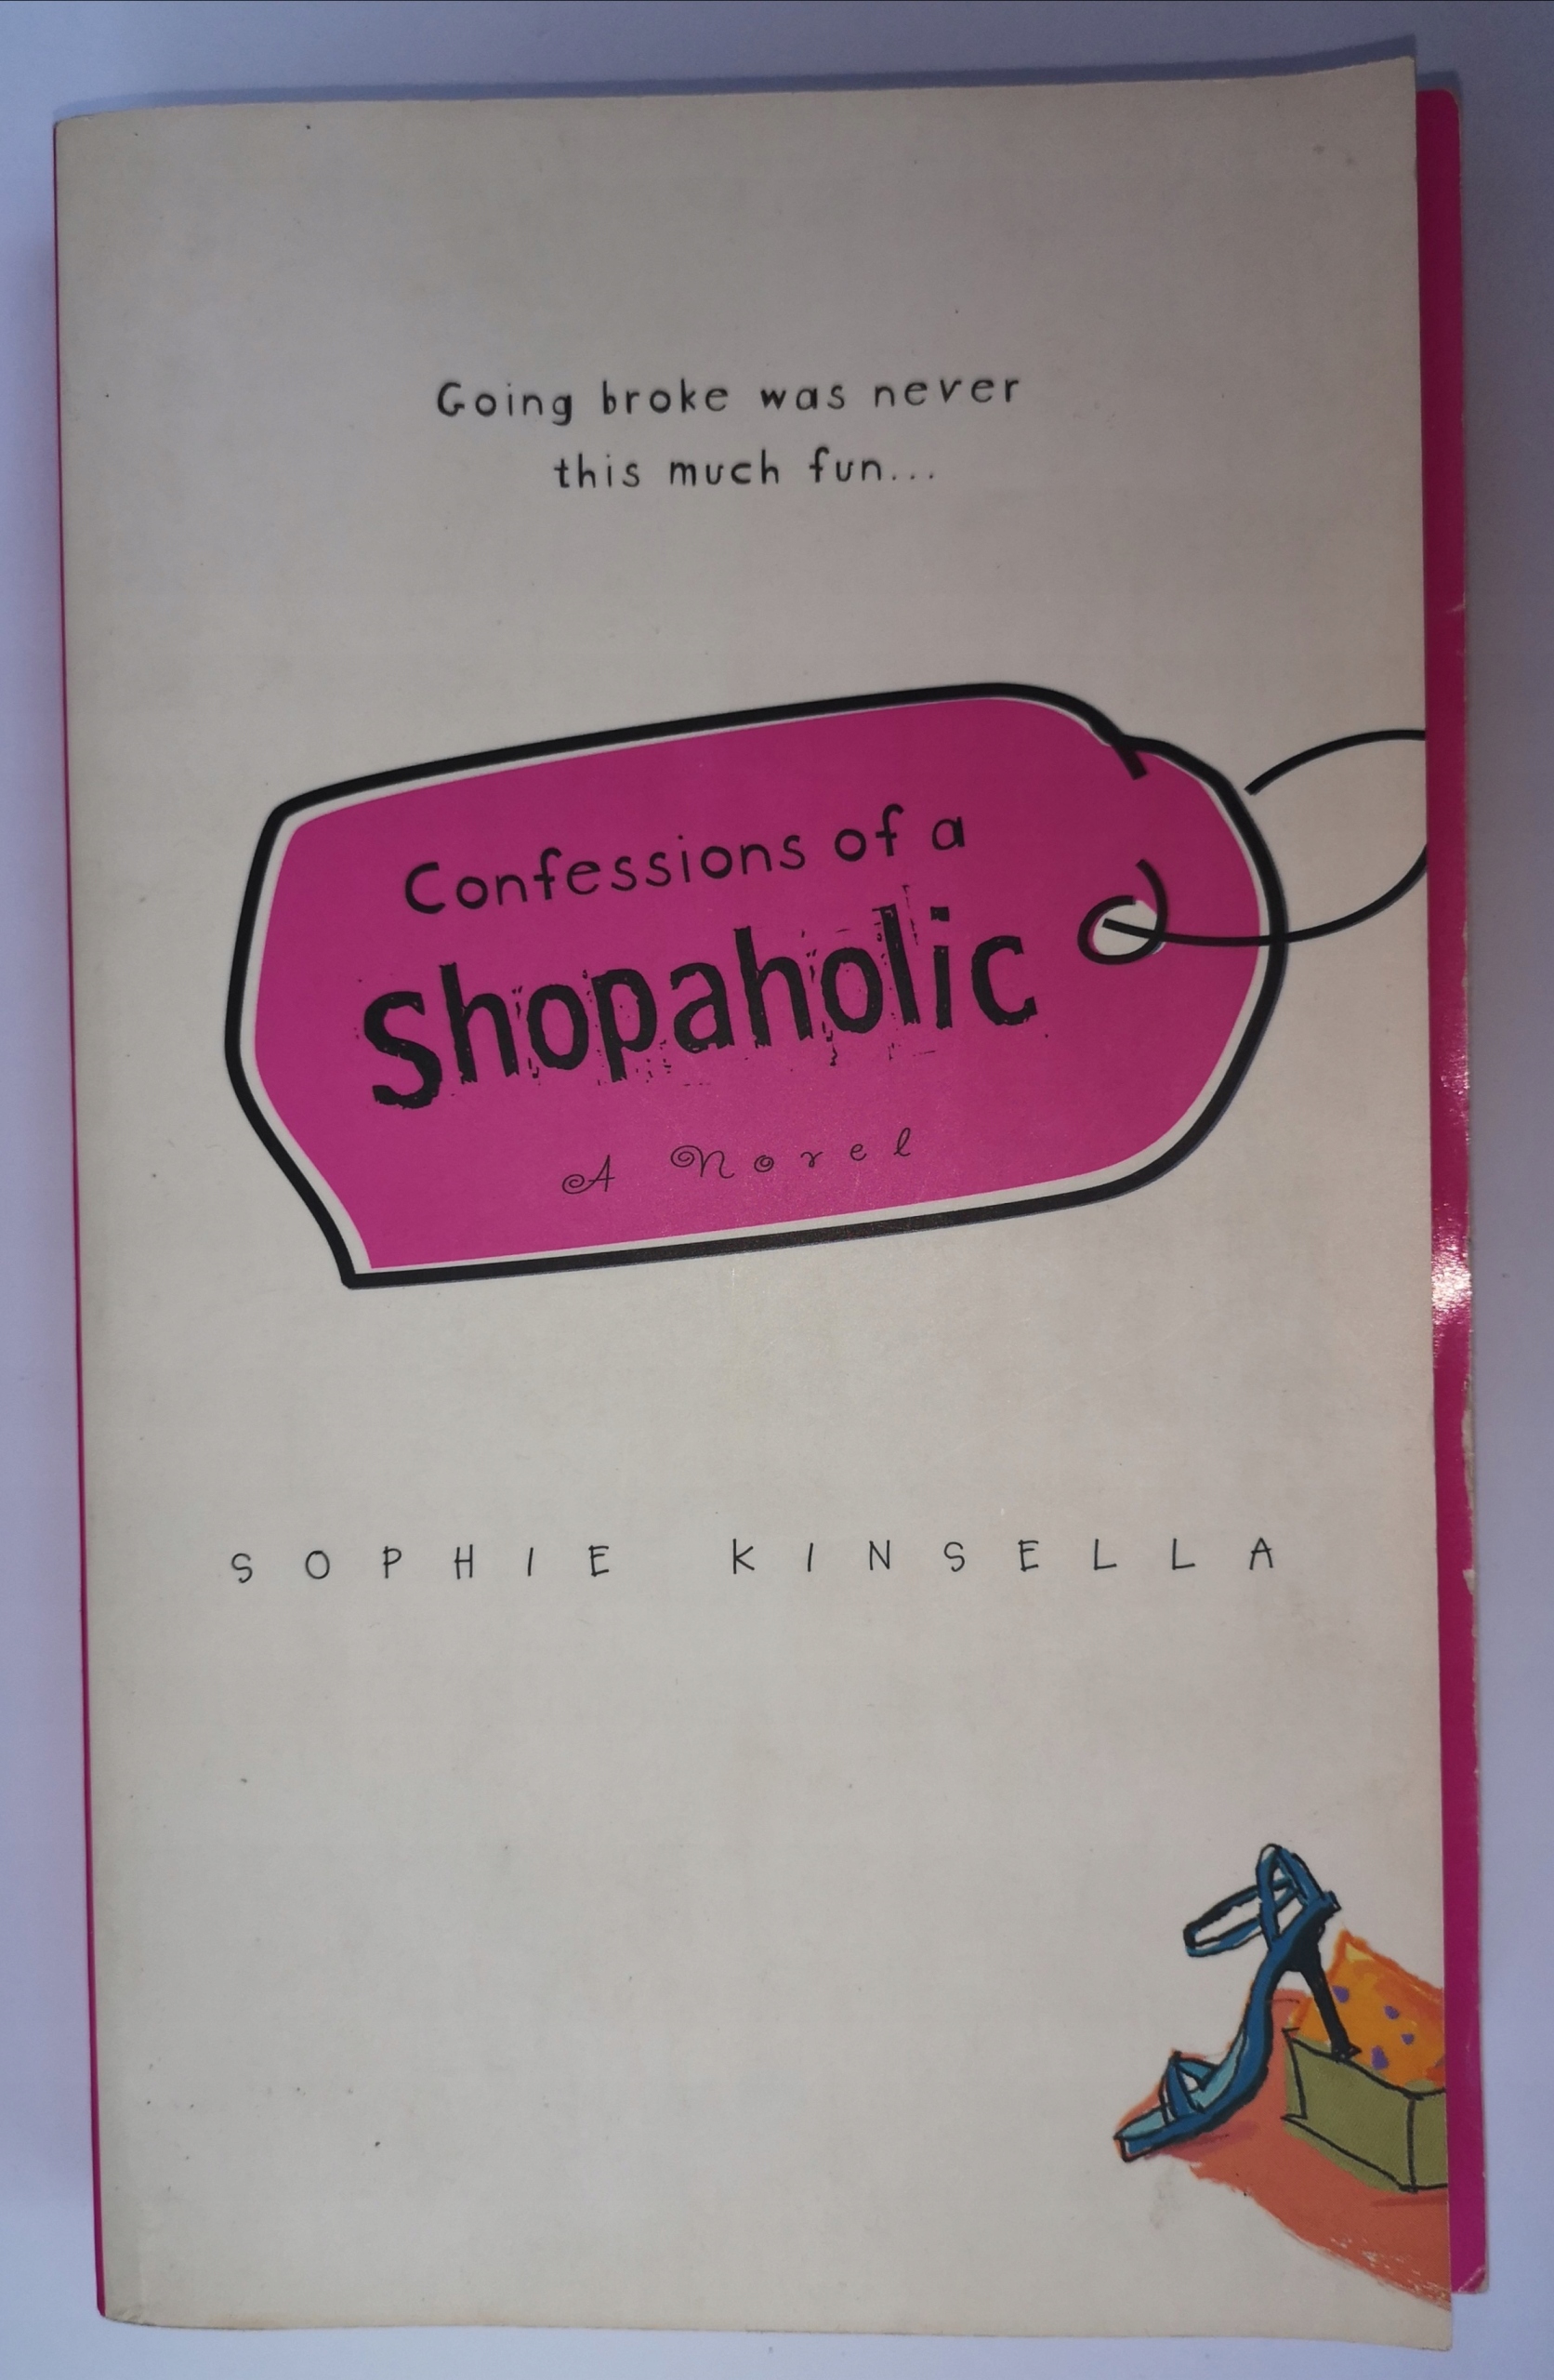 Going broke was never
this much fun...
Confessions of a
Shopaholic
A Novel
SOPHIE KINSELLA